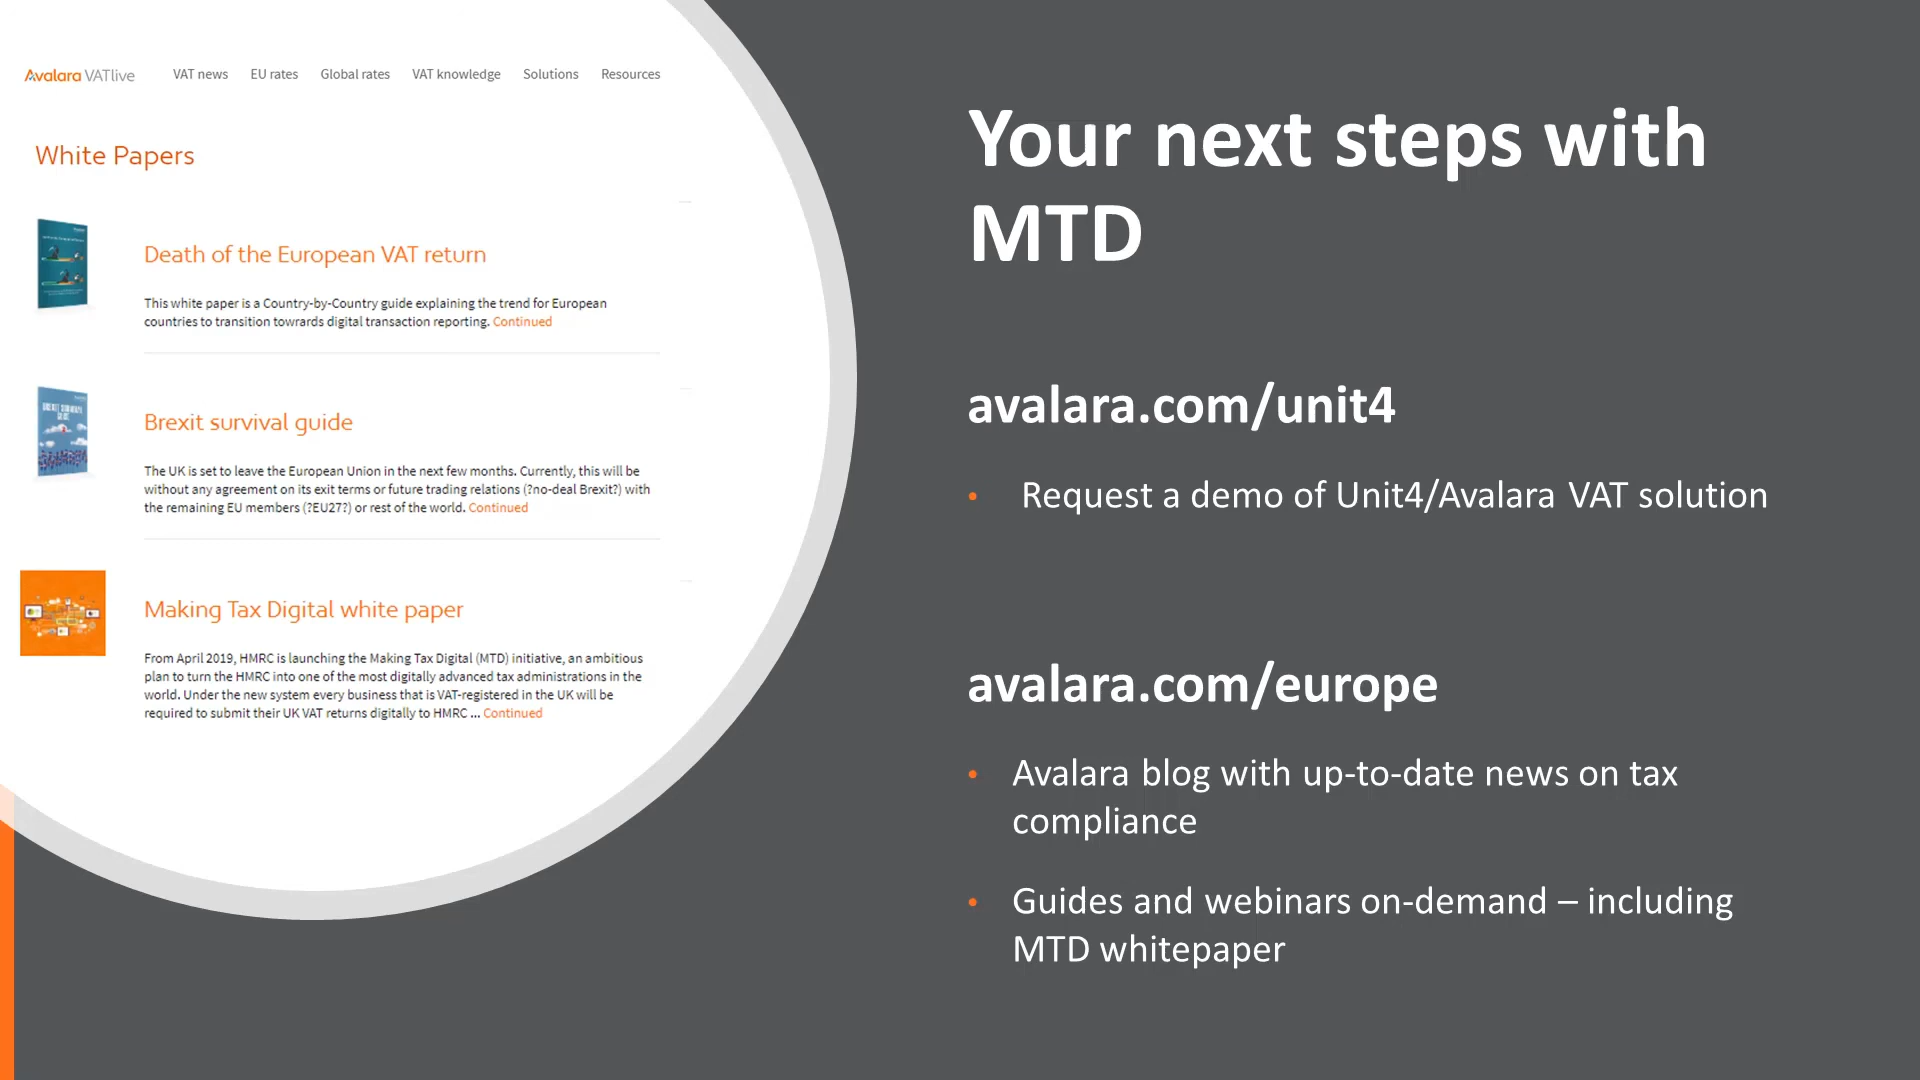 Avalara VATlive
VAT news EU rates Global rates VAT knowledge Solutions Resources
White Papers
Death of the European VAT return
This white paper is a Country-by-Country guide explaining the trend for European
countries to transition towards digital transaction reporting. Continued
Brexit survival guide
The UK is set to leave the European Union in the next few months. Currently, this will be
without any agreement on its exit terms or future trading relations (?no-deal Brexit?) with
the remaining EU members (?EU27?) or rest of the world. Continued
Making Tax Digital white paper
From April 2019, HMRC is launching the Making Tax Digital (MTD) initiative, an ambitious
plan to turn the HMRC into one of the most digitally advanced tax administrations in the
world. Under the new system every business that is VAT-registered in the UK will be
required to submit their UK VAT returns digitally to HMRC ... Continued
Your next steps with
MTD
avalara.com/unit4
• Request a demo of Unit4/Avalara VAT solution
avalara.com/europe
• Avalara blog with up-to-date news on tax
compliance
• Guides and webinars on-demand – including
MTD whitepaper